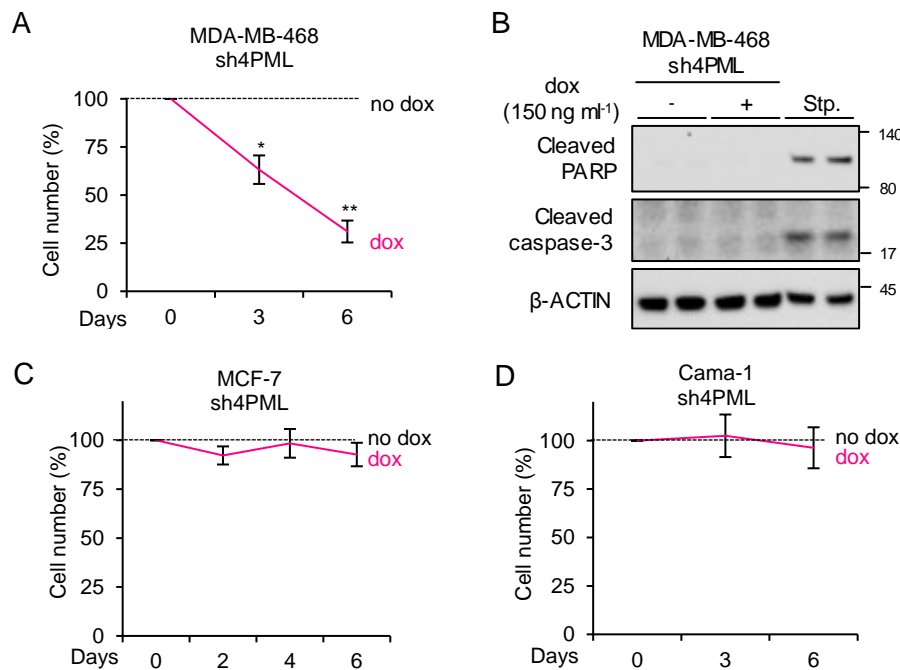 A
MDA-MB-468
sh4PML
100
75
50
25
0
Cell number (%)
no dox
*
**
dox
Days
0
3
6
B
MDA-MB-468
sh4PML
dox
(150 ng ml-1)
-
+
Stp.
Cleaved
PARP
140
80
Cleaved
caspase-3
17
β-ACTIN
45
C
MCF-7
sh4PML
100
75
50
25
0
Cell number (%)
no dox
dox
Days
0
2
4
6
D
Cama-1
sh4PML
100
75
50
25
0
Cell number (%)
no dox
dox
Days
0
3
6